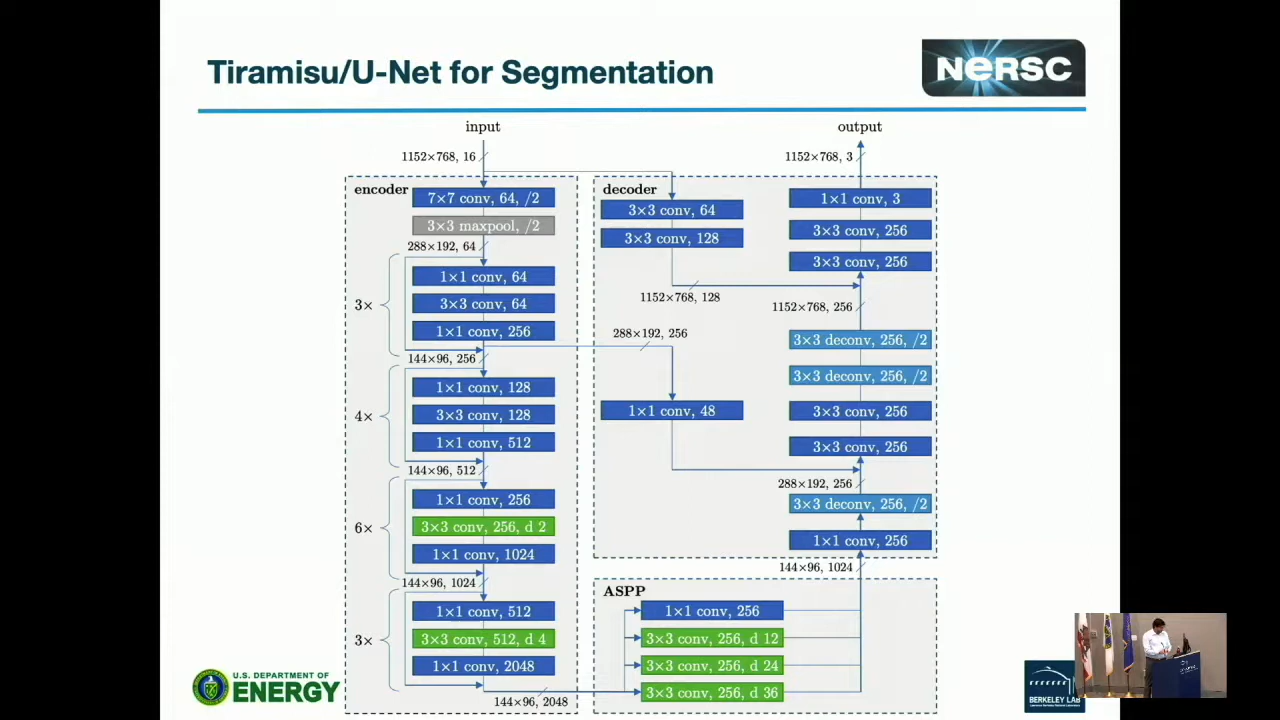 Tiramisu/U-Net for Segmentation
NERSC
input
output
1152×768, 16
1152×768, 3
encoder
7×7 conv, 64, /2
3×3 maxpool, /2
288×192, 64
3×
1×1 conv, 64
3×3 conv, 64
1×1 conv, 256
144×96, 256
4×
1×1 conv, 128
3×3 conv, 128
1×1 conv, 512
144×96, 512
6×
1×1 conv, 256
3×3 conv, 256, d 2
1×1 conv, 1024
144×96, 1024
3×
1×1 conv, 512
3×3 conv, 512, d 4
1×1 conv, 2048
144×96, 2048
decoder
3×3 conv, 64
3×3 conv, 128
1152×768, 128
288×192, 256
1×1 conv, 48
1×1 conv, 3
3×3 conv, 256
3×3 conv, 256
1152×768, 256
3×3 deconv, 256, /2
3×3 deconv, 256, /2
3×3 conv, 256
3×3 conv, 256
288×192, 256
3×3 deconv, 256, /2
1×1 conv, 256
144×96, 1024
ASPP
1×1 conv, 256
3×3 conv, 256, d 12
3×3 conv, 256, d 24
3×3 conv, 256, d 36
U.S. DEPARTMENT OF
ENERGY
BERKELEY LAB